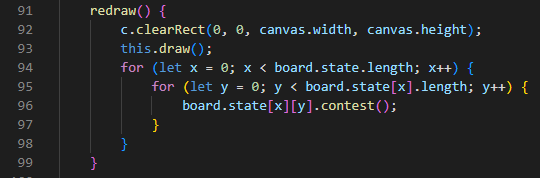 91 redraw() {
92 c.clearRect(0, 0, canvas.width, canvas.height);
93 this.draw();
94 for (let x = 0; x < board.state.length; x++) {
95 for (let y = 0; y < board.state[x].length; y++) {
96 board.state[x][y].contest();
97 }
98 }
99 }